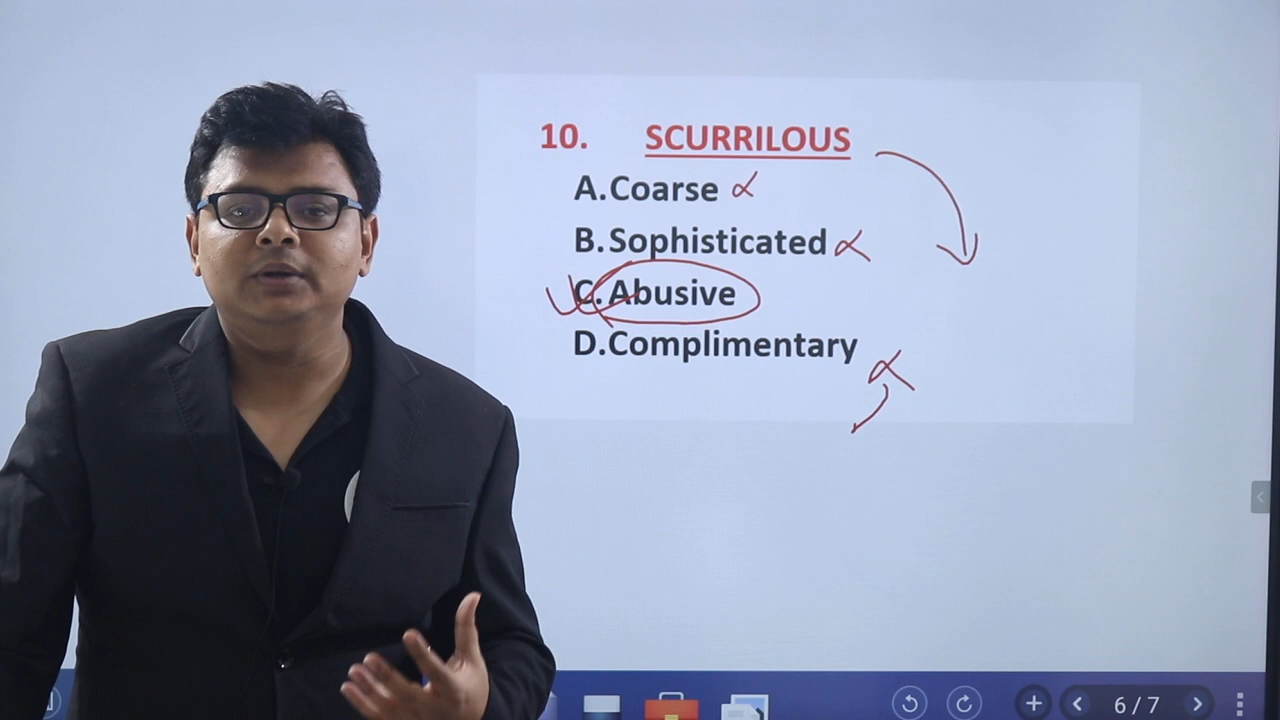 10. SCURRILOUS
A. Coarse
B. Sophisticated
C. Abusive
D. Complimentary
6 / 7